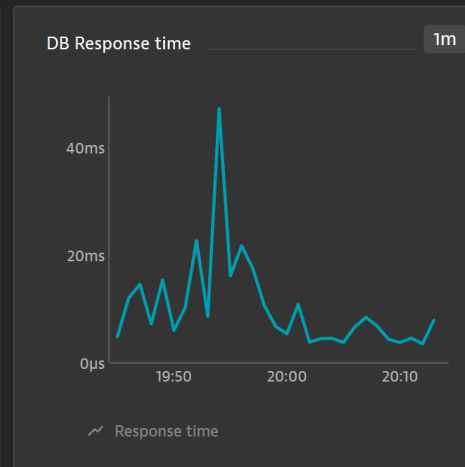 DB Response time
1m
40ms
20ms
0μs
19:50 20:00 20:10
Response time